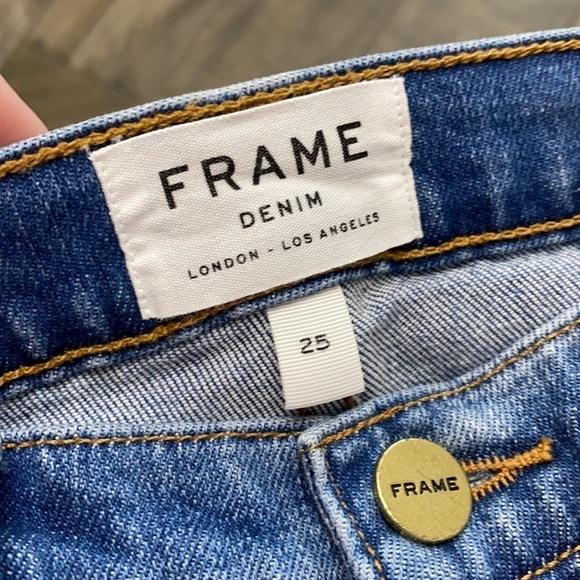 FRAME
DENIM
LONDON - LOS ANGELES
25
FRAME